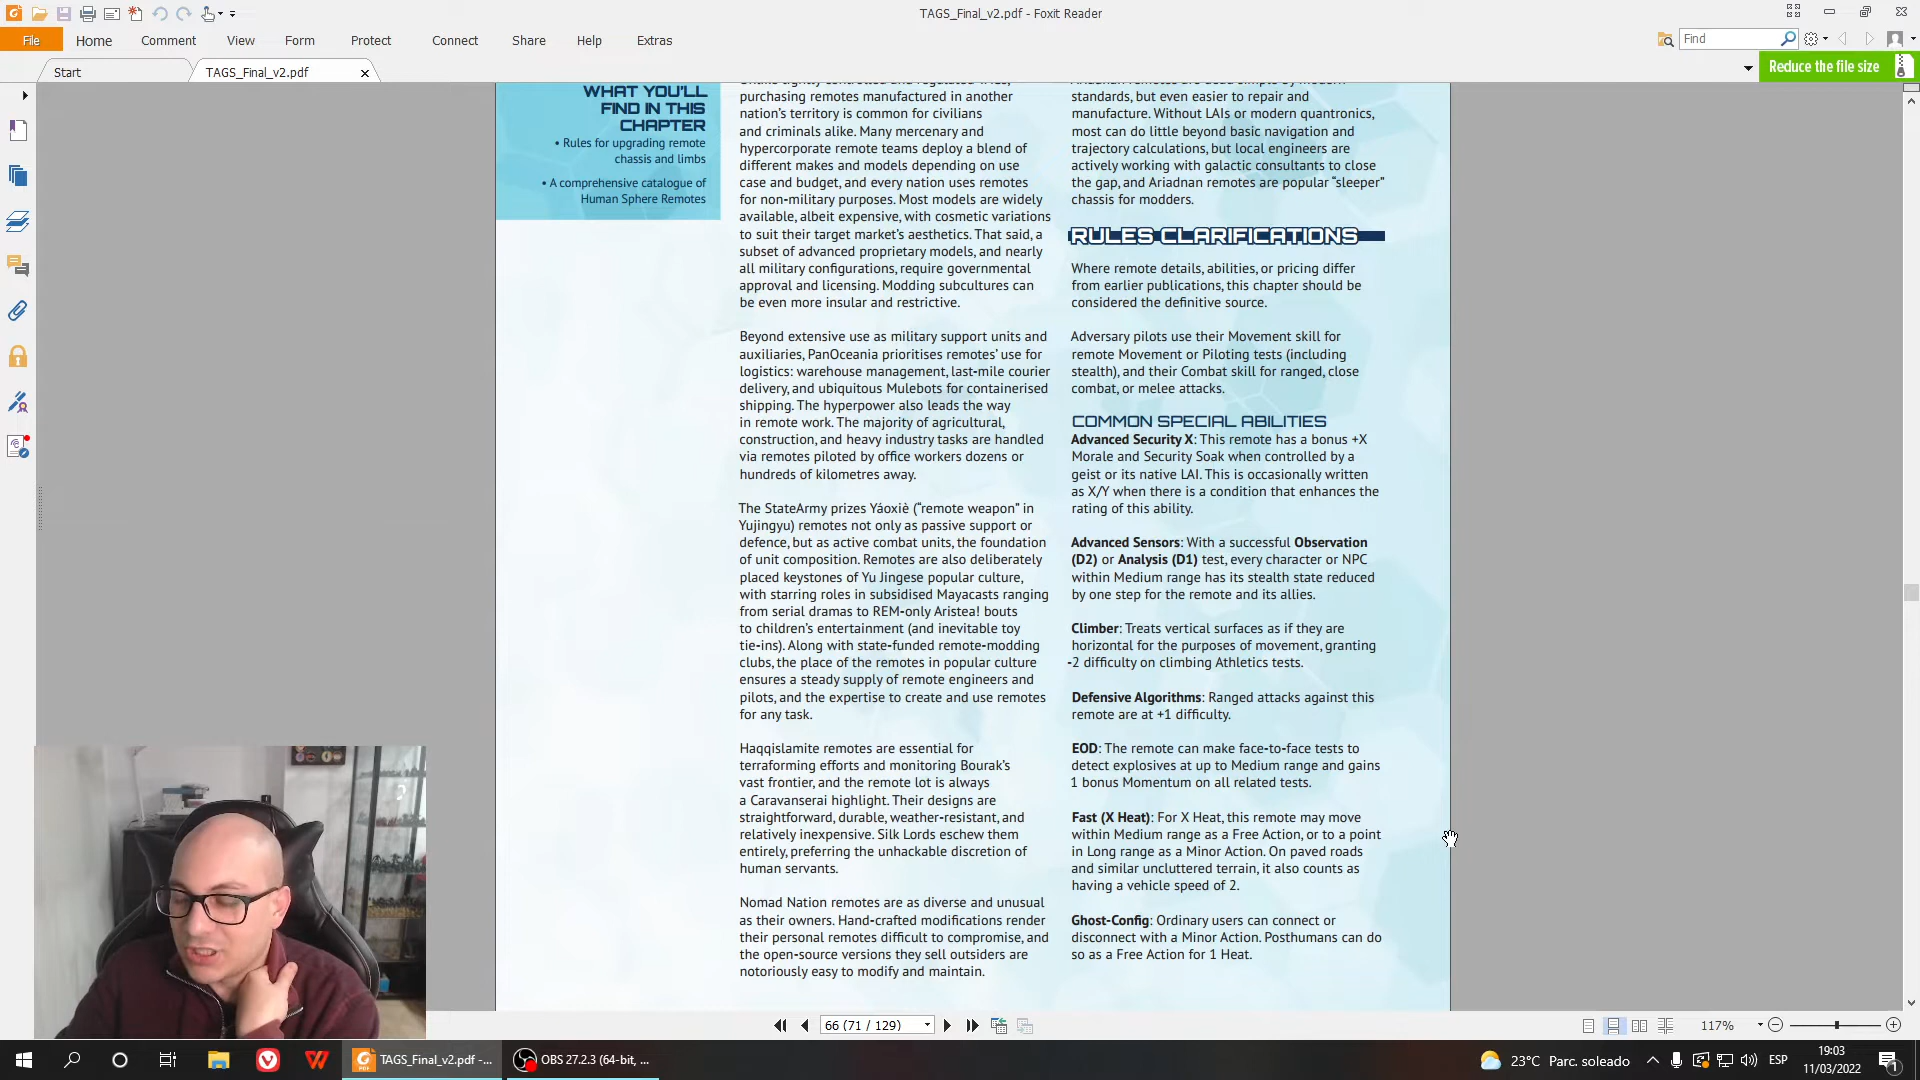 TAGS_Final_v2.pdf - Foxit Reader
File
Home
Comment
View
Form
Protect
Connect
Share
Help
Extras
Find
Start
TAGS_Final_v2.pdf
Reduce the file size
WHAT YOU'LL
FIND IN THIS
CHAPTER
• Rules for upgrading remote
chassis and limbs
• A comprehensive catalogue of
Human Sphere Remotes
purchasing remotes manufactured in another
nation's territory is common for civilians
and criminals alike. Many mercenary and
hypercorporate remote teams deploy a blend of
different makes and models depending on use
case and budget, and every nation uses remotes
for non-military purposes. Most models are widely
available, albeit expensive, with cosmetic variations
to suit their target market's aesthetics. That said, a
subset of advanced proprietary models, and nearly
all military configurations, require governmental
approval and licensing. Modding subcultures can
be even more insular and restrictive.
Beyond extensive use as military support units and
auxiliaries, PanOceania prioritises remotes' use for
logistics: warehouse management, last-mile courier
delivery, and ubiquitous Mulebots for containerised
shipping. The hyperpower also leads the way
in remote work. The majority of agricultural,
construction, and heavy industry tasks are handled
via remotes piloted by office workers dozens or
hundreds of kilometres away.
The StateArmy prizes Yáoxiè (“remote weapon” in
Yujingyu) remotes not only as passive support or
defence, but as active combat units, the foundation
of unit composition. Remotes are also deliberately
placed keystones of Yu Jingese popular culture,
with starring roles in subsidised Mayacasts ranging
from serial dramas to REM-only Aristea! bouts
to children's entertainment (and inevitable toy
tie-ins). Along with state-funded remote-modding
clubs, the place of the remotes in popular culture
ensures a steady supply of remote engineers and
pilots, and the expertise to create and use remotes
for any task.
Haqqislamite remotes are essential for
terraforming efforts and monitoring Bourak's
vast frontier, and the remote lot is always
a Caravanserai highlight. Their designs are
straightforward, durable, weather-resistant, and
relatively inexpensive. Silk Lords eschew them
entirely, preferring the unhackable discretion of
human servants.
Nomad Nation remotes are as diverse and unusual
as their owners. Hand-crafted modifications render
their personal remotes difficult to compromise, and
the open-source versions they sell outsiders are
notoriously easy to modify and maintain.
standards, but even easier to repair and
manufacture. Without LAIs or modern quantronics,
most can do little beyond basic navigation and
trajectory calculations, but local engineers are
actively working with galactic consultants to close
the gap, and Ariadnan remotes are popular “sleeper”
chassis for modders.
RULES CLARIFICATIONS
Where remote details, abilities, or pricing differ
from earlier publications, this chapter should be
considered the definitive source.
Adversary pilots use their Movement skill for
remote Movement or Piloting tests (including
stealth), and their Combat skill for ranged, close
combat, or melee attacks.
COMMON SPECIAL ABILITIES
Advanced Security X: This remote has a bonus +X
Morale and Security Soak when controlled by a
geist or its native LAI. This is occasionally written
as X/Y when there is a condition that enhances the
rating of this ability.
Advanced Sensors: With a successful Observation
(D2) or Analysis (D1) test, every character or NPC
within Medium range has its stealth state reduced
by one step for the remote and its allies.
Climber: Treats vertical surfaces as if they are
horizontal for the purposes of movement, granting
-2 difficulty on climbing Athletics tests.
Defensive Algorithms: Ranged attacks against this
remote are at +1 difficulty.
EOD: The remote can make face-to-face tests to
detect explosives at up to Medium range and gains
1 bonus Momentum on all related tests.
Fast (X Heat): For X Heat, this remote may move
within Medium range as a Free Action, or to a point
in Long range as a Minor Action. On paved roads
and similar uncluttered terrain, it also counts as
having a vehicle speed of 2.
Ghost-Config: Ordinary users can connect or
disconnect with a Minor Action. Posthumans can do
so as a Free Action for 1 Heat.
66 (71 / 129)
117%
TAGS_Final_v2.pdf -...
OBS 27.2.3 (64-bit, ...
23°C Parc. soleado
ESP
19:03
11/03/2022
1